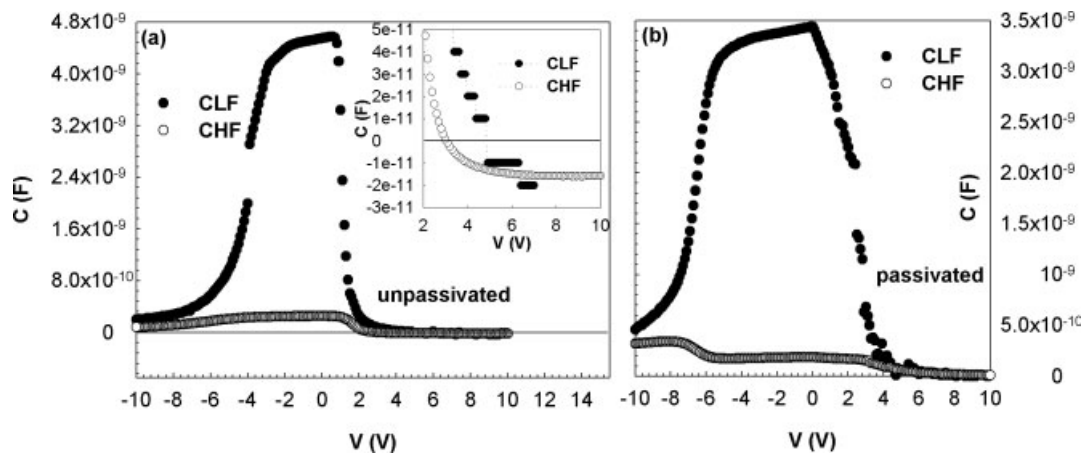 (a)
4.8x10⁻⁹
4.0x10⁻⁹
3.2x10⁻⁹
2.4x10⁻⁹
1.6x10⁻⁹
8.0x10⁻¹⁰
0
C (F)
CLF
CHF
unpassivated
-10 -8 -6 -4 -2 0 2 4 6 8 10 12 14
V (V)
5e-11
4e-11
3e-11
2e-11
1e-11
0
-1e-11
-2e-11
-3e-11
C (F)
CLF
CHF
2 4 6 8 10
V (V)
(b)
CLF
CHF
passivated
3.5x10⁻⁹
3x10⁻⁹
2.5x10⁻⁹
2x10⁻⁹
1.5x10⁻⁹
10⁻⁹
5.0x10⁻¹⁰
0
C (F)
-10 -8 -6 -4 -2 0 2 4 6 8 10
V (V)